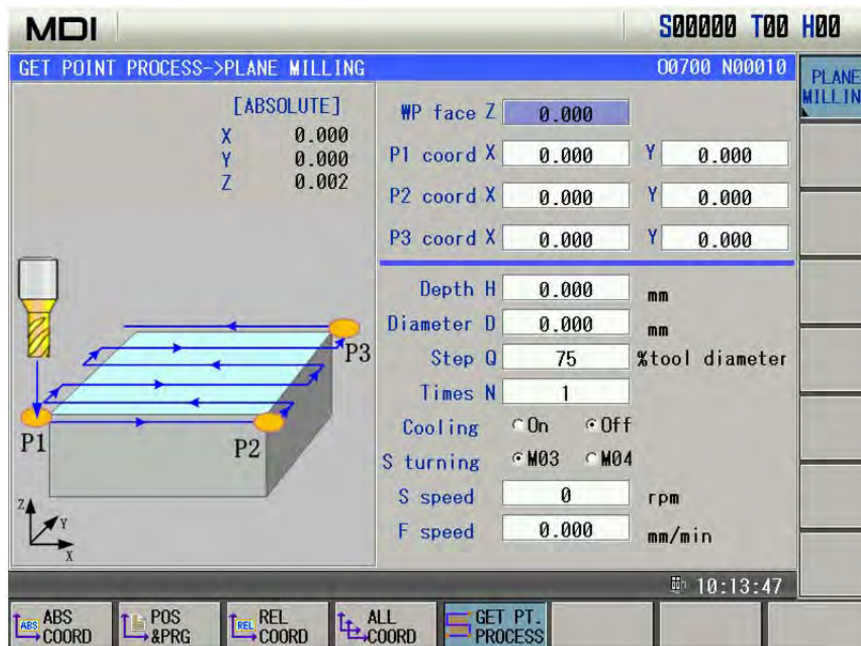 MDI
S00000 T00 H00
GET POINT PROCESS->PLANE MILLING
O0700 N00010
PLANE
MILLIN
[ABSOLUTE]
X 0.000
Y 0.000
Z 0.002
WP face Z 0.000
P1 coord X 0.000 Y 0.000
P2 coord X 0.000 Y 0.000
P3 coord X 0.000 Y 0.000
Depth H 0.000 mm
Diameter D 0.000 mm
Step Q 75 %tool diameter
Times N 1
Cooling On Off
S turning M03 M04
S speed 0 rpm
F speed 0.000 mm/min
P1
P2
P3
Z
Y
X
10:13:47
ABS
ABS
COORD
POS
&PRG
REL
REL
COORD
ALL
COORD
GET PT.
PROCESS